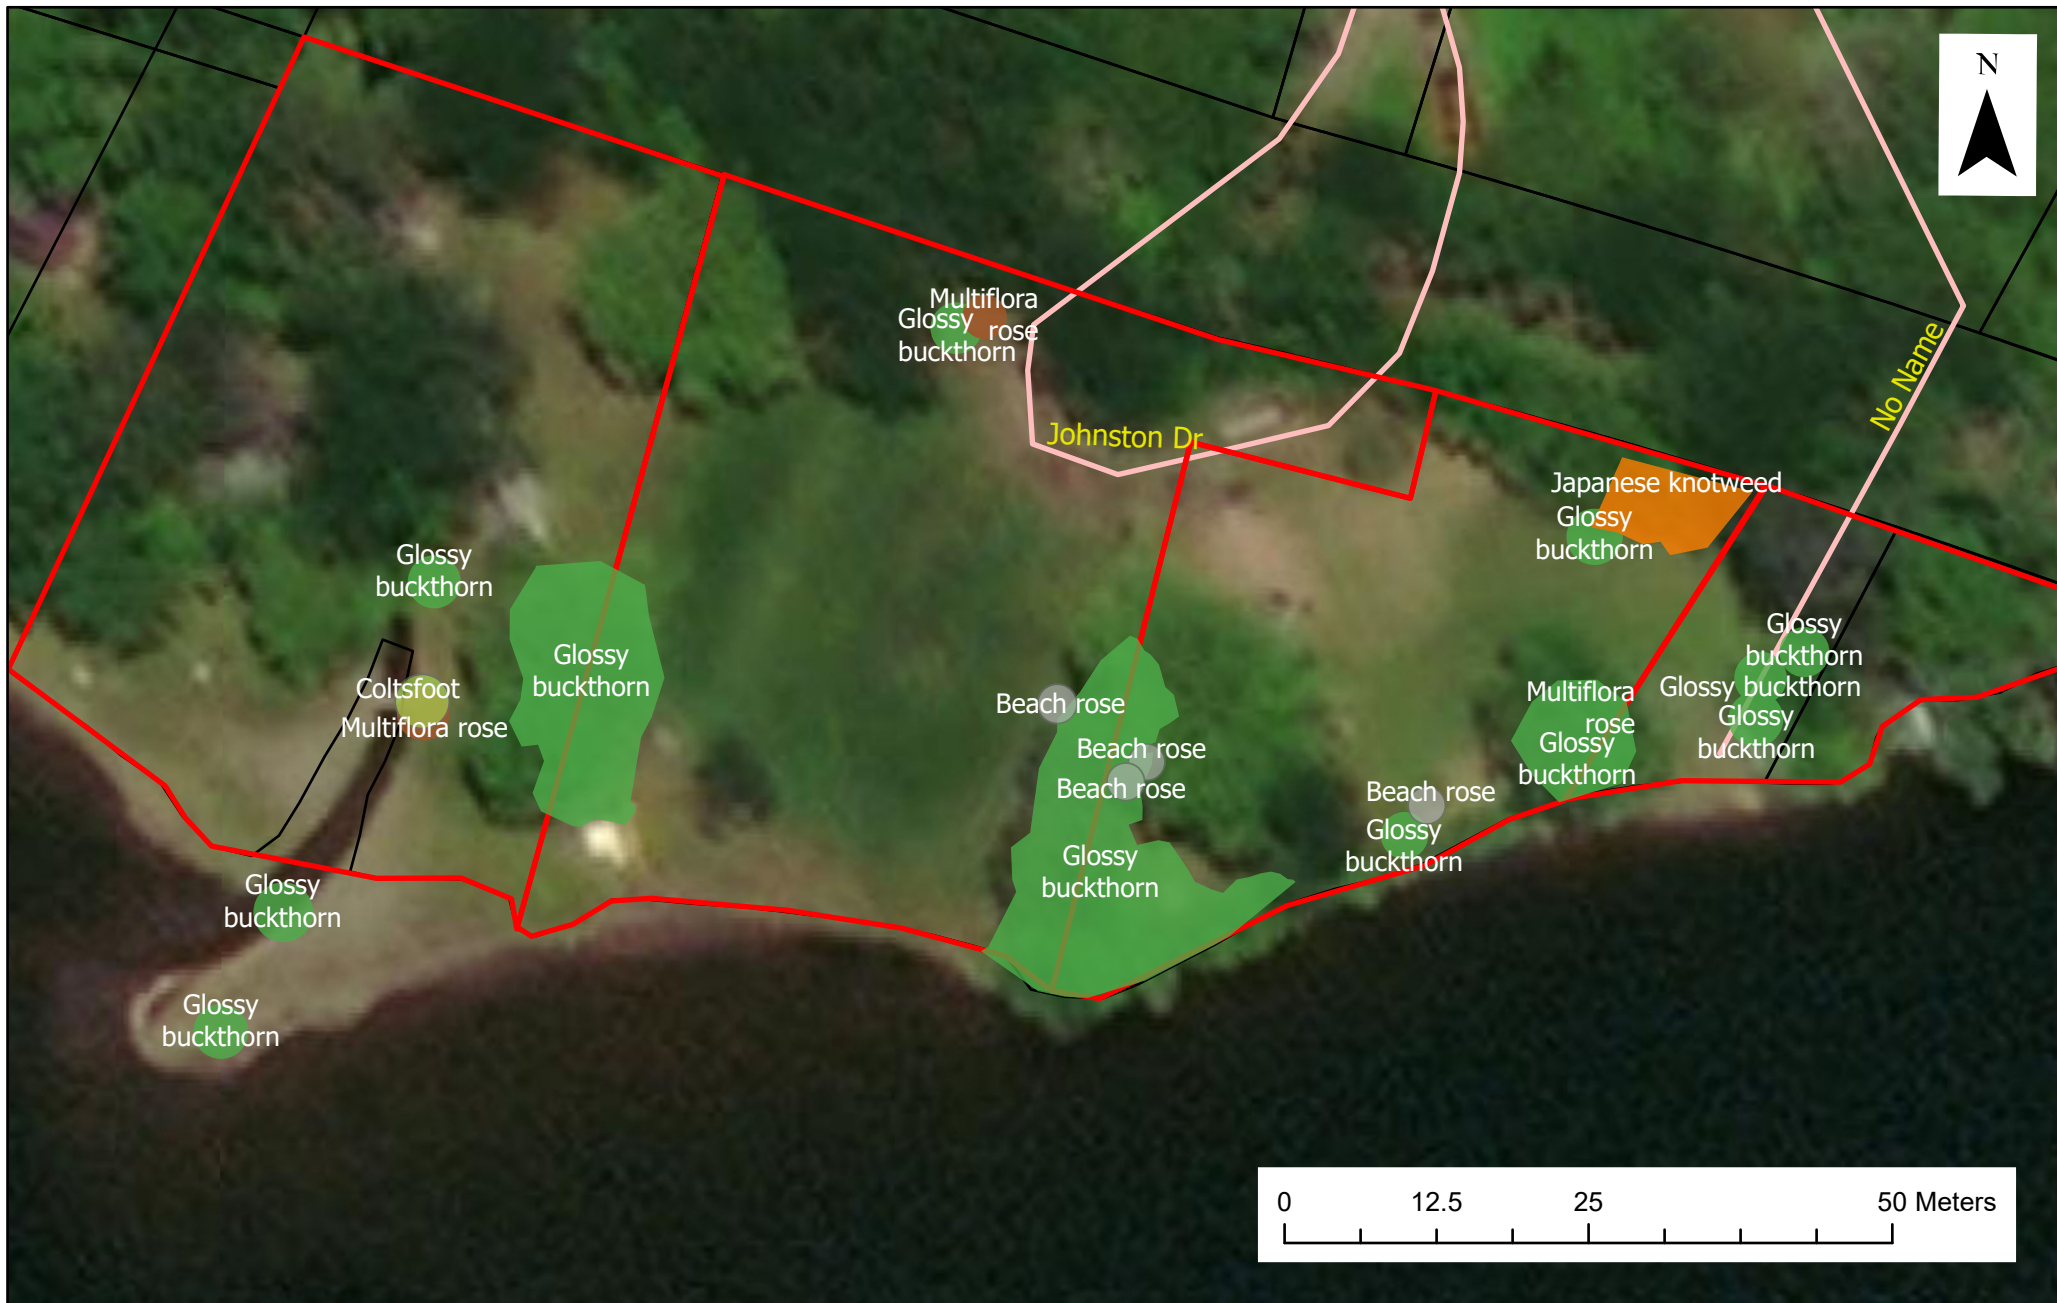 N
Multiflora
rose
Glossy
buckthorn
No Name
Johnston Dr
Japanese knotweed
Glossy
buckthorn
Glossy
buckthorn
Glossy
buckthorn
Glossy
buckthorn
Glossy
buckthorn
Glossy
buckthorn
Coltsfoot
Multiflora rose
Beach rose
Multiflora
rose
Glossy
buckthorn
Beach rose
Beach rose
Beach rose
Glossy
buckthorn
Glossy
buckthorn
Glossy
buckthorn
Glossy
buckthorn
0 12.5 25 50 Meters